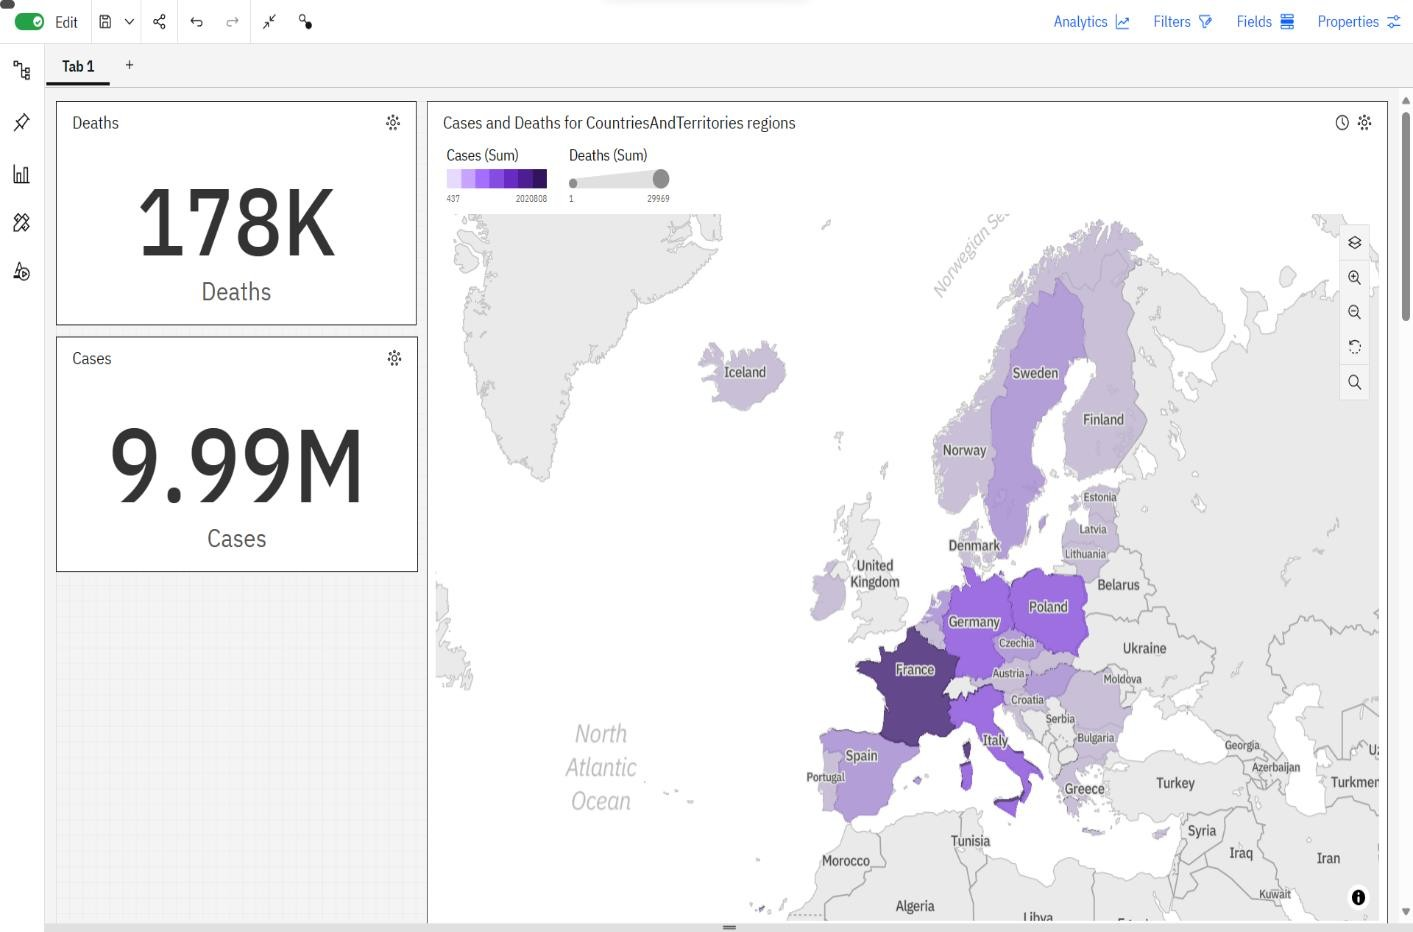 Edit
Analytics
Filters
Fields
Properties
Tab 1
+
Deaths
178K
Deaths
Cases
9.99M
Cases
Cases and Deaths for CountriesAndTerritories regions
Cases (Sum)
437
2020808
Deaths (Sum)
1
29969
Norwegian Se
Iceland
Sweden
Finland
Norway
Estonia
Latvia
Denmark
Lithuania
United
Kingdom
Belarus
Poland
Germany
Czechia
Ukraine
France
Austria
Moldova
Croatia
Serbia
North
Atlantic
Ocean
Italy
Bulgaria
Georgia
Spain
Azerbaijan
Portugal
Greece
Turkey
Turkmen
Uz
Tunisia
Syria
Morocco
Iraq
Iran
Kuwait
Algeria
Libya